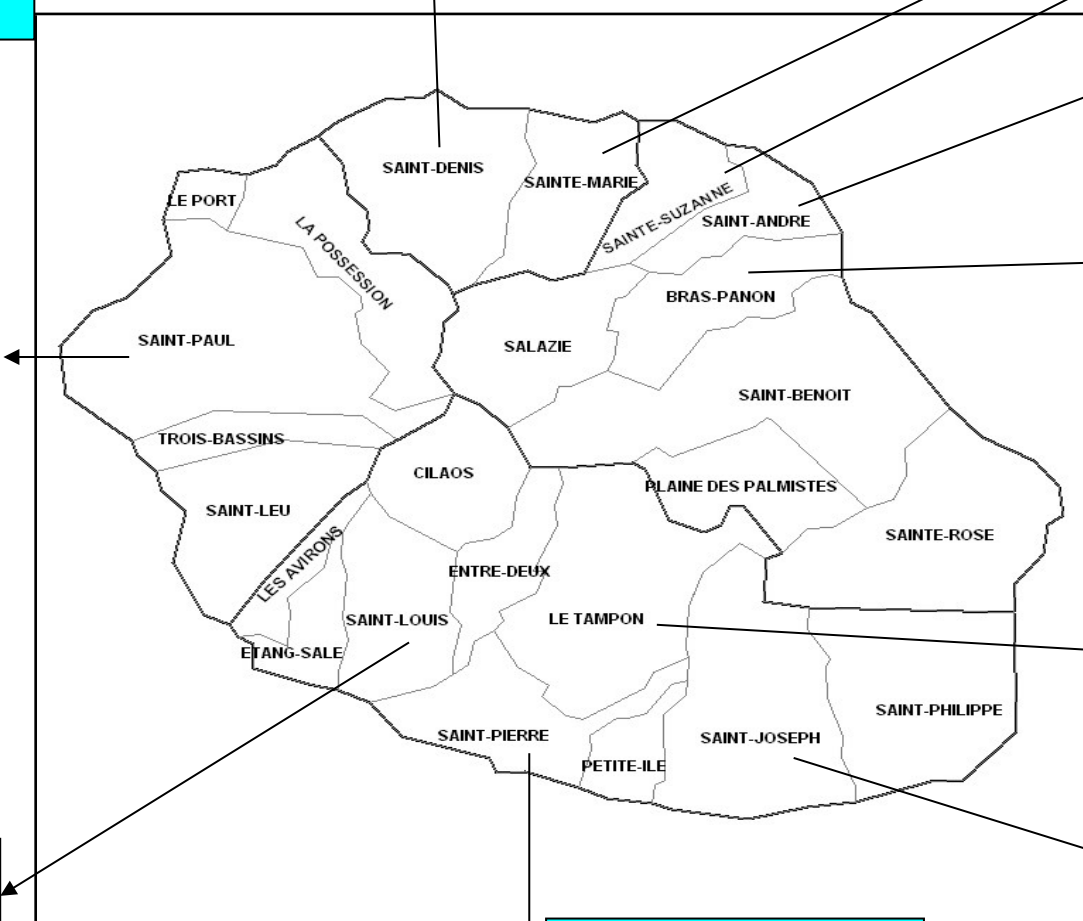 SAINT-DENIS
SAINTE-MARIE
LE PORT
SAINTE-SUZANNE
SAINT-ANDRE
LA POSSESSION
BRAS-PANON
SAINT-PAUL
SALAZIE
SAINT-BENOIT
TROIS-BASSINS
CILAOS
PLAINE DES PALMISTES
SAINT-LEU
SAINTE-ROSE
LES AVIRONS
ENTRE-DEUX
SAINT-LOUIS
LE TAMPON
ETANG-SALE
SAINT-PHILIPPE
SAINT-PIERRE
SAINT-JOSEPH
PETITE-ILE